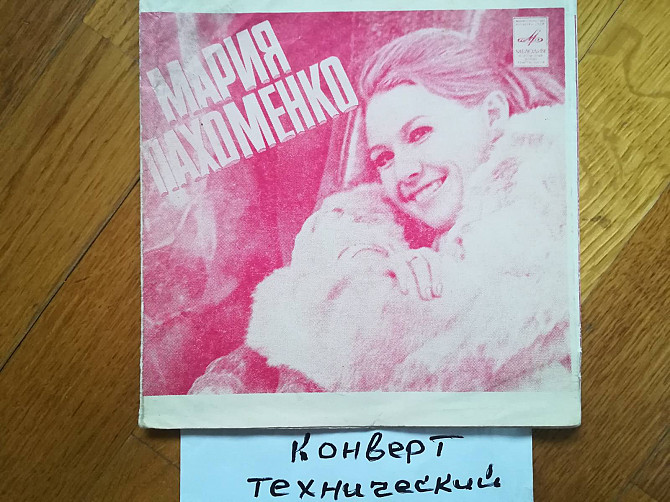 МАРИЯ
ПАХОМЕНКО
МЕЛОДИЯ
Конверт
технический